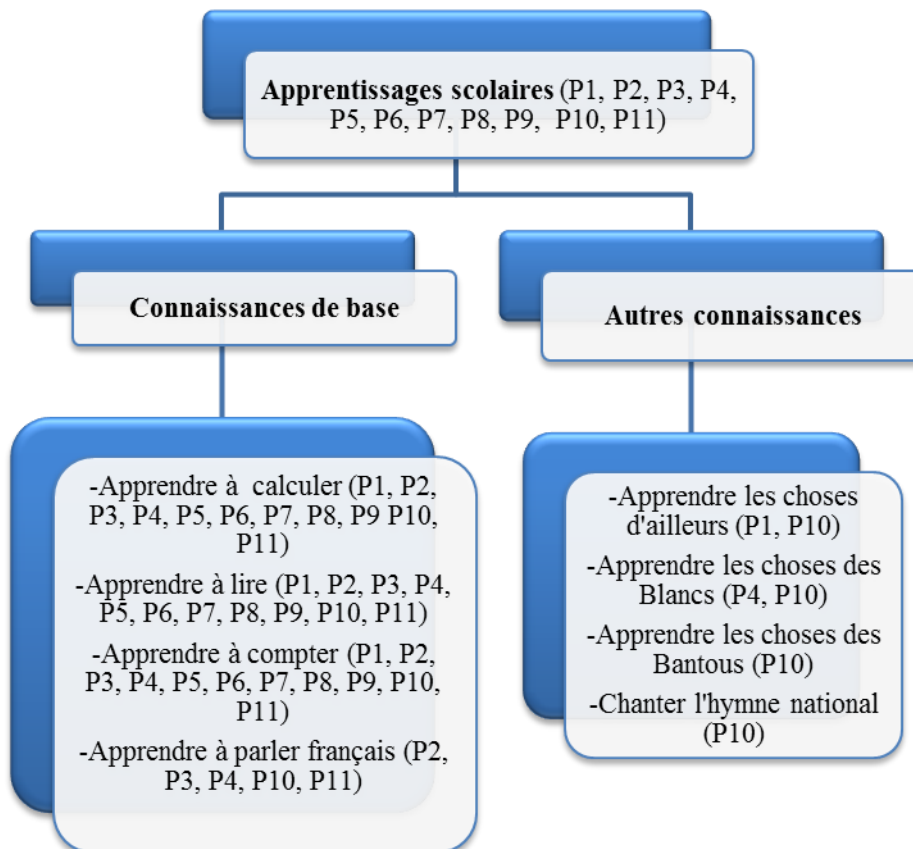 Apprentissages scolaires (P1, P2, P3, P4,
P5, P6, P7, P8, P9, P10, P11)
Connaissances de base
Autres connaissances
-Apprendre à calculer (P1, P2,
P3, P4, P5, P6, P7, P8, P9 P10,
P11)
-Apprendre à lire (P1, P2, P3, P4,
P5, P6, P7, P8, P9, P10, P11)
-Apprendre à compter (P1, P2,
P3, P4, P5, P6, P7, P8, P9, P10,
P11)
-Apprendre à parler français (P2,
P3, P4, P10, P11)
-Apprendre les choses
d'ailleurs (P1, P10)
-Apprendre les choses des
Blancs (P4, P10)
-Apprendre les choses des
Bantous (P10)
-Chanter l'hymne national
(P10)